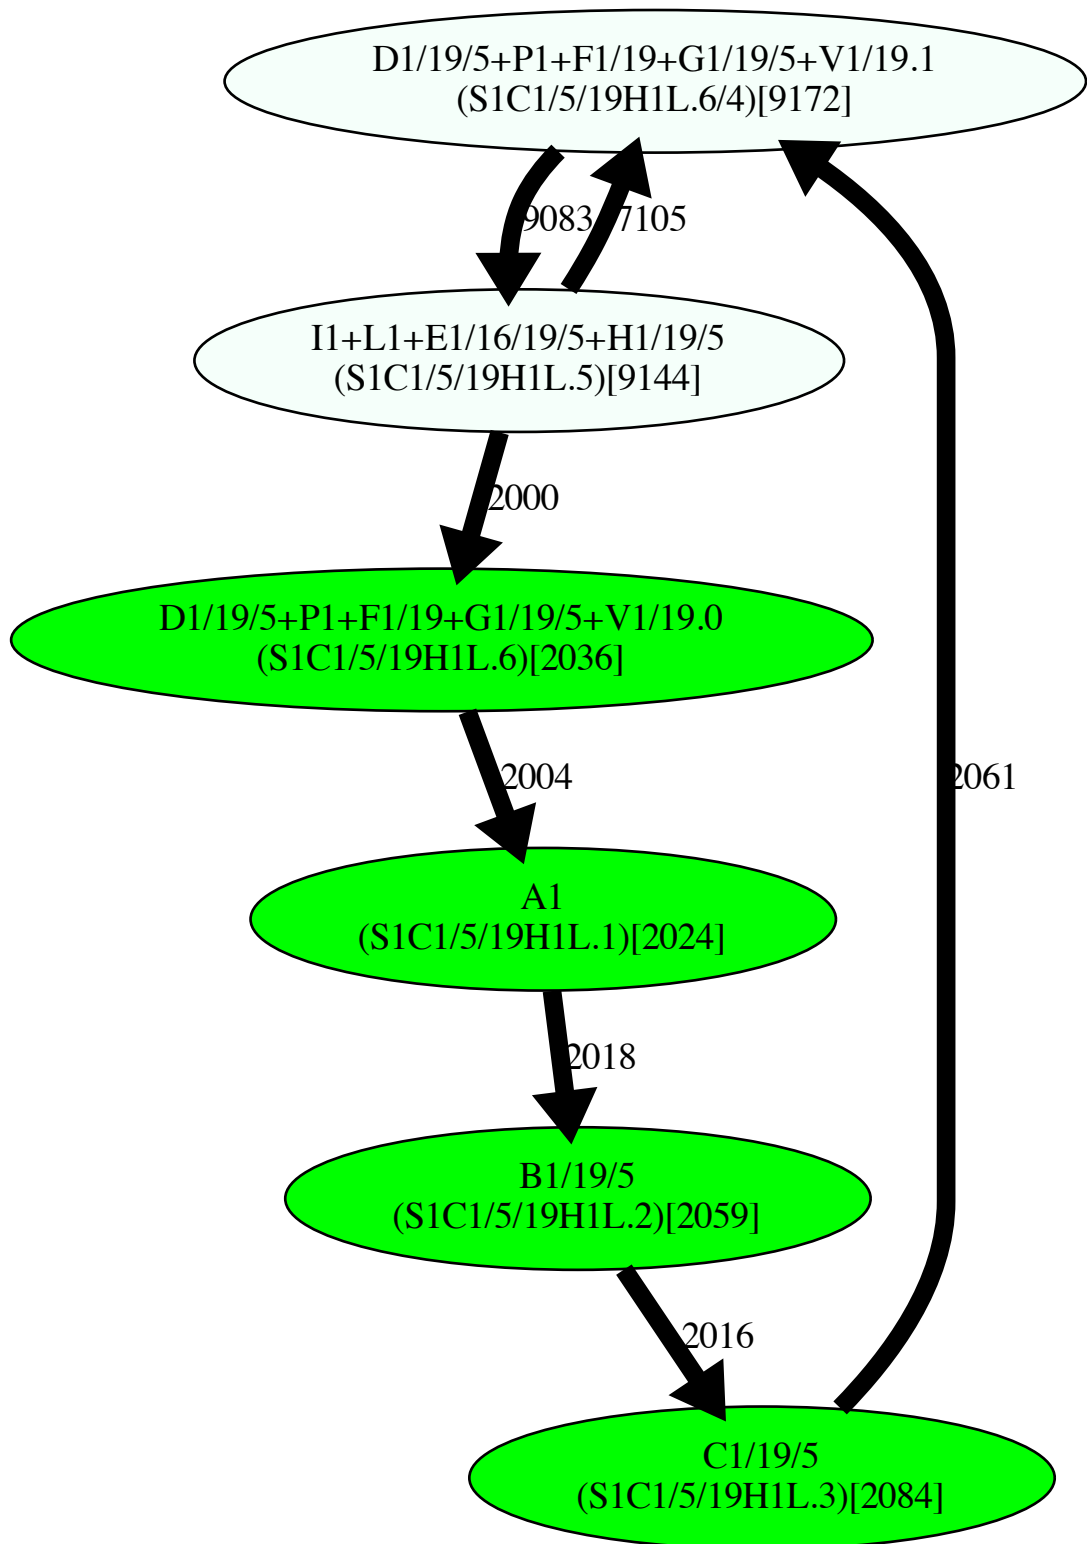 D1/19/5+P1+F1/19+G1/19/5+V1/19.1
(S1C1/5/19H1L.6/4)[9172]
9083
7105
I1+L1+E1/16/19/5+H1/19/5
(S1C1/5/19H1L.5)[9144]
2000
D1/19/5+P1+F1/19+G1/19/5+V1/19.0
(S1C1/5/19H1L.6)[2036]
2004
2061
A1
(S1C1/5/19H1L.1)[2024]
2018
B1/19/5
(S1C1/5/19H1L.2)[2059]
2016
C1/19/5
(S1C1/5/19H1L.3)[2084]